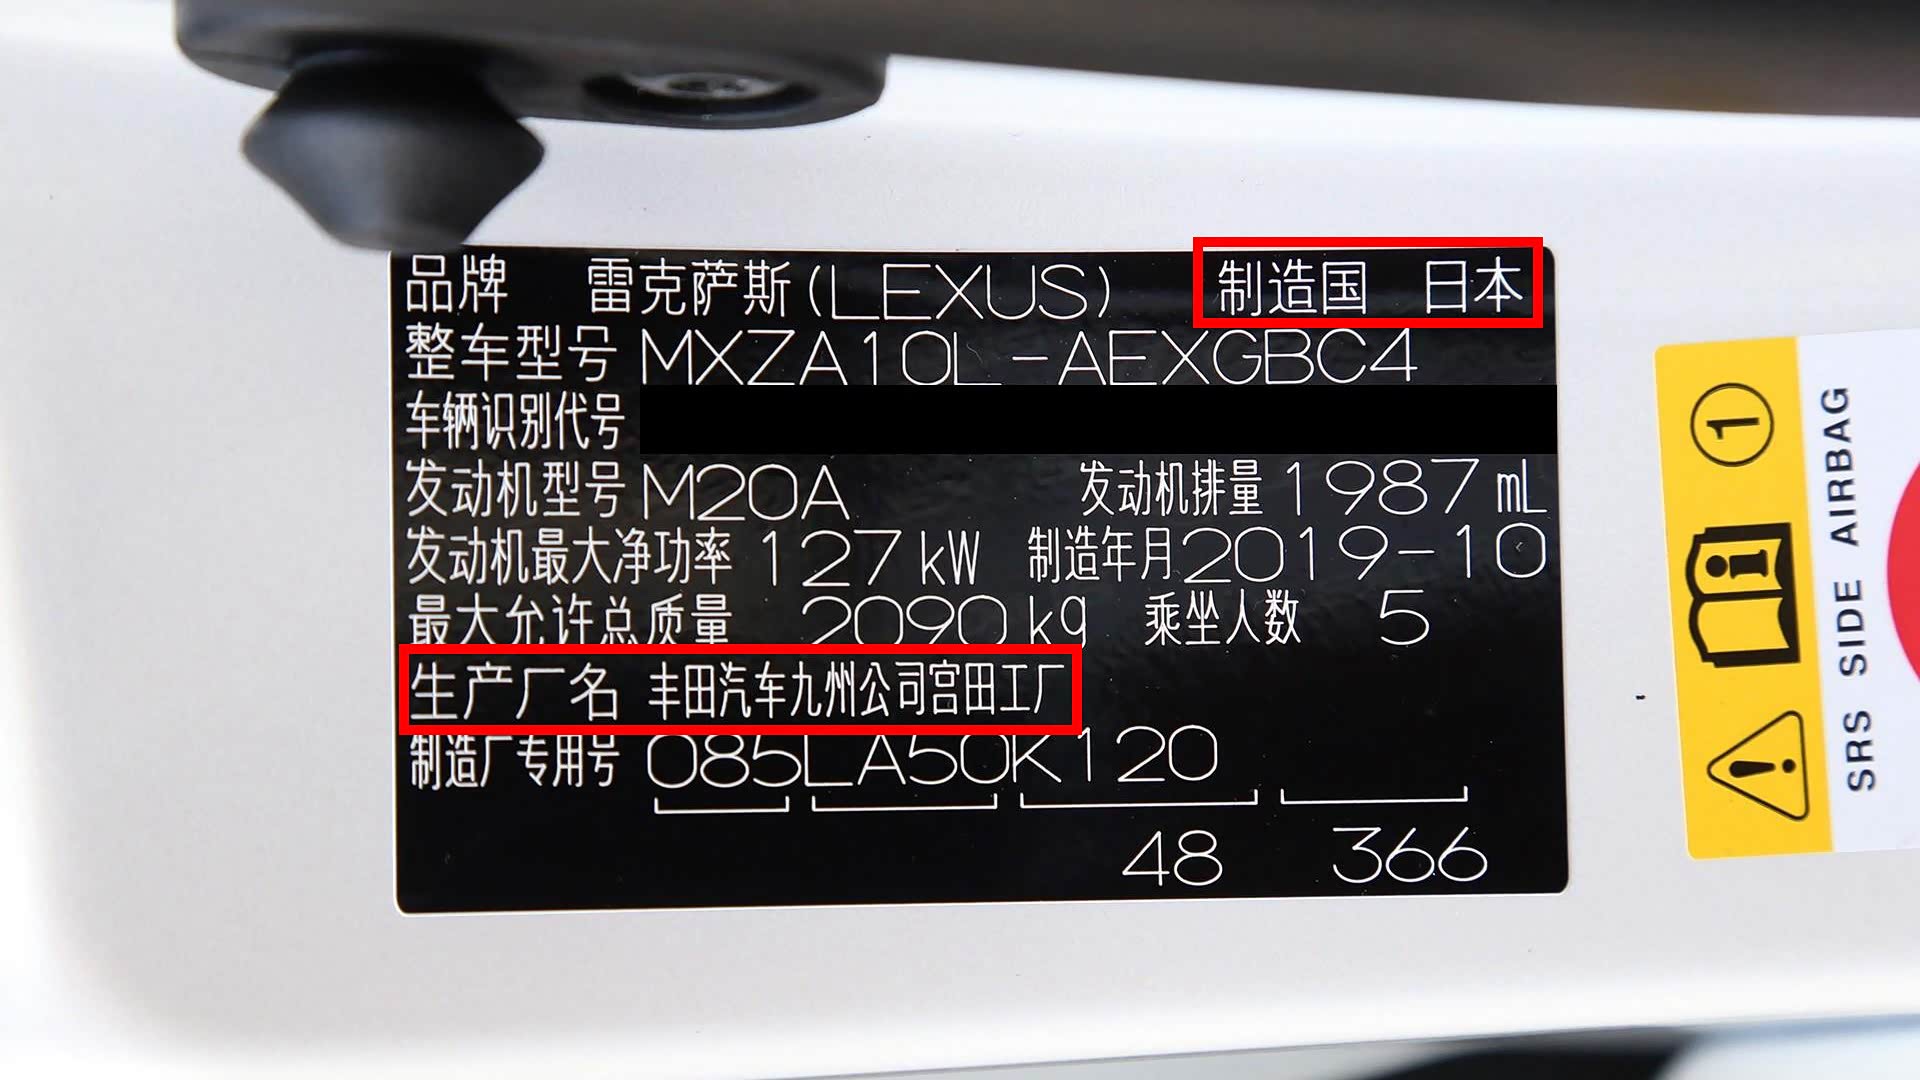 品牌 雷克萨斯(LEXUS) 制造国 日本
整车型号 MXZA10L-AEXGBC4
车辆识别代号
发动机型号 M20A 发动机排量 1987 mL
发动机最大净功率 127 kW 制造年月 2019-10
最大允许总质量 2090 kg 乘坐人数 5
生产厂名 丰田汽车九州公司宫田工厂
制造厂专用号 085LA50K120
48 366
1
SRS SIDE AIRBAG